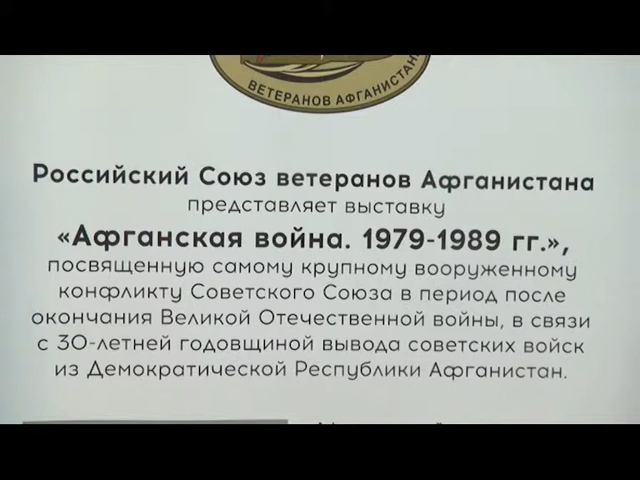 ВЕТЕРАНОВ АФГАНИСТАНА
Российский Союз ветеранов Афганистана
представляет выставку
«Афганская война. 1979-1989 гг.»,
посвященную самому крупному вооруженному
конфликту Советского Союза в период после
окончания Великой Отечественной войны, в связи
с 30-летней годовщиной вывода советских войск
из Демократической Республики Афганистан.